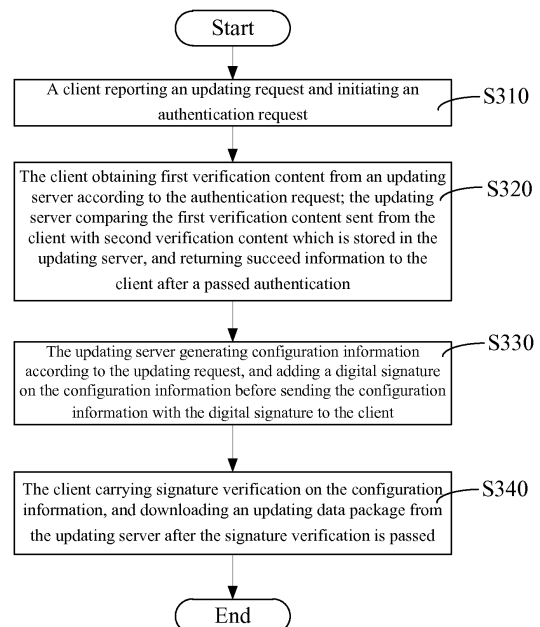 Start
A client reporting an updating request and initiating an
authentication request
S310
The client obtaining first verification content from an updating
server according to the authentication request; the updating
server comparing the first verification content sent from the
client with second verification content which is stored in the
updating server, and returning succeed information to the
client after a passed authentication
S320
The updating server generating configuration information
according to the updating request, and adding a digital signature
on the configuration information before sending the configuration
information with the digital signature to the client
S330
The client carrying signature verification on the configuration
information, and downloading an updating data package from
the updating server after the signature verification is passed
S340
End